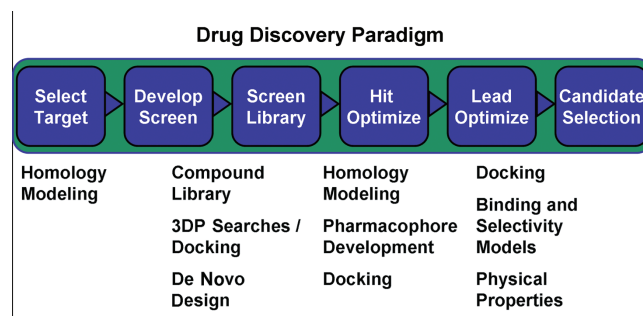 Drug Discovery Paradigm
Select
Target
Develop
Screen
Screen
Library
Hit
Optimize
Lead
Optimize
Candidate
Selection
Homology
Modeling
Compound
Library
3DP Searches /
Docking
De Novo
Design
Homology
Modeling
Pharmacophore
Development
Docking
Docking
Binding and
Selectivity
Models
Physical
Properties